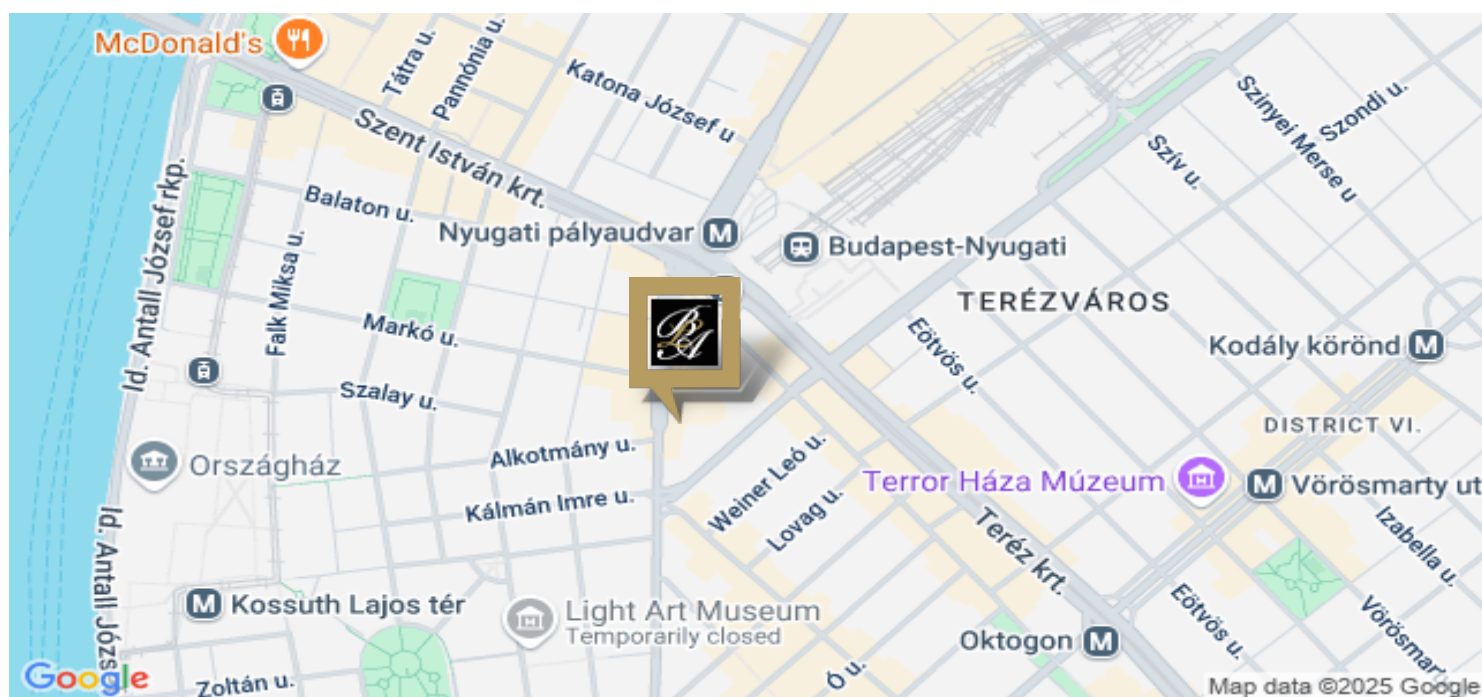 McDonald's
Tátra u.
Pannónia u.
Katona József u
Szent István krt.
Szinyei Merse u
Szondi u.
Szív u.
Id. Antall József rkp.
Balaton u.
Falk Miksa u.
Nyugati pályaudvar M
Budapest-Nyugati
TERÉZVÁROS
BLA
Markó u.
Eötvös u.
Kodály körönd M
Szalay u.
DISTRICT VI.
Alkotmány u.
Országház
Weiner Leó u.
Terror Háza Múzeum
M Vörösmarty ut
Kálmán Imre u.
Lovag u.
Izabella u.
Id. Antall Józs
Teréz krt.
M Kossuth Lajos tér
Light Art Museum
Temporarily closed
Eötvös u.
Vörösmar
Oktogon M
Ó u.
Google
Zoltán u.
Map data ©2025 Google